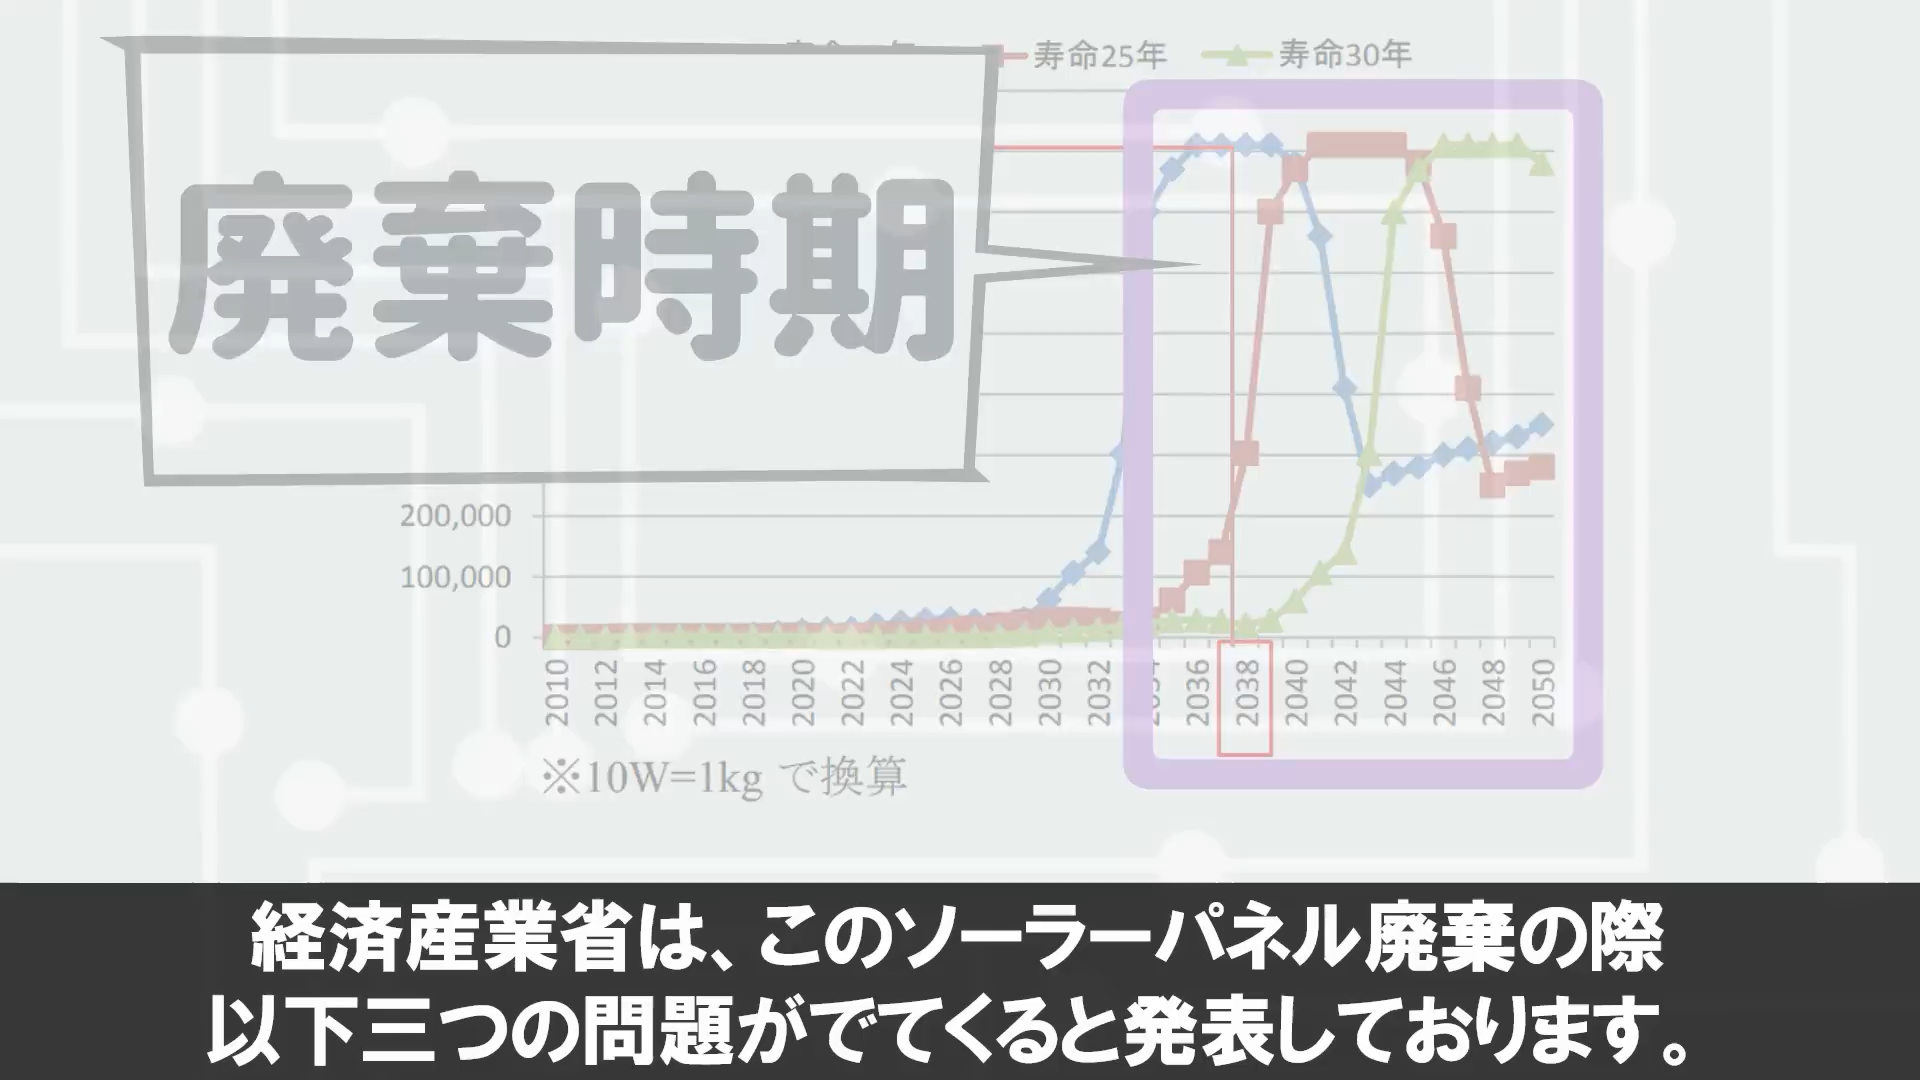 寿命25年
寿命30年
廃棄時期
200,000
100,000
0
2010 2012 2014 2016 2018 2020 2022 2024 2026 2028 2030 2032 2036 2038 2040 2042 2044 2046 2048 2050
※10W=1kg で換算
経済産業省は、このソーラーパネル廃棄の際
以下三つの問題がでてくると発表しております。